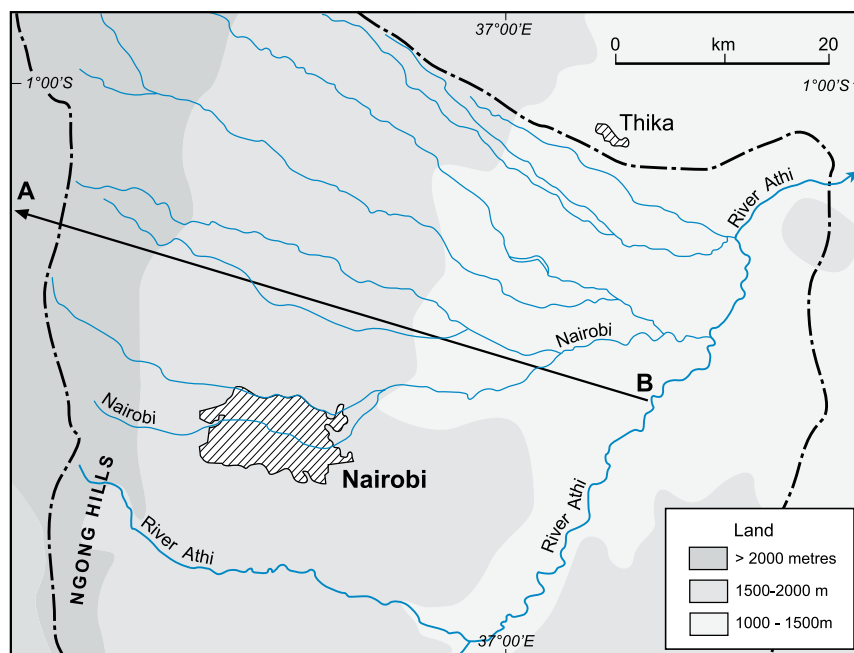 37°00'E
0 km 20
1°00'S
1°00'S
Thika
A
River Athi
Nairobi
B
Nairobi
Nairobi
NGONG HILLS
River Athi
River Athi
37°00'E
Land
> 2000 metres
1500-2000 m
1000 - 1500m